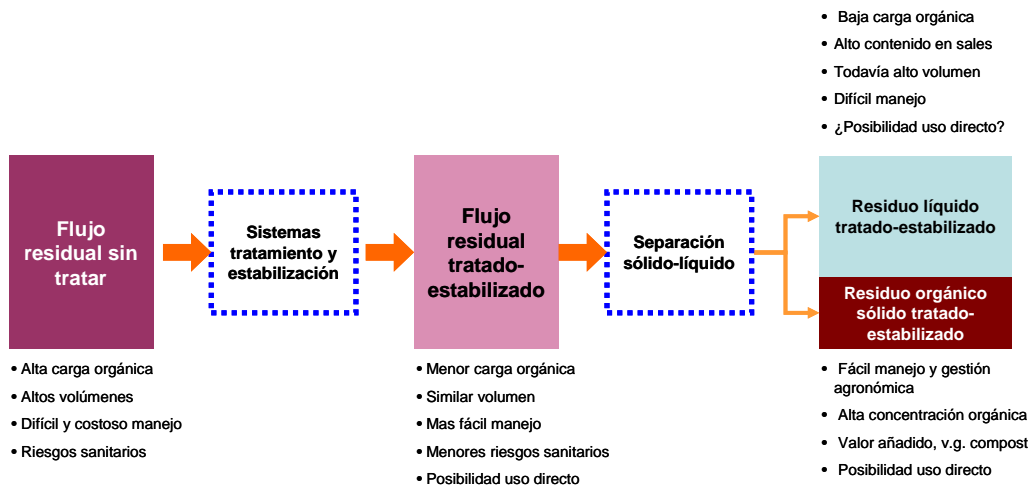 Flujo
residual sin
tratar
• Alta carga orgánica
• Altos volúmenes
• Difícil y costoso manejo
• Riesgos sanitarios
Sistemas
tratamiento y
estabilización
Flujo
residual
tratado-
estabilizado
• Menor carga orgánica
• Similar volumen
• Mas fácil manejo
• Menores riesgos sanitarios
• Posibilidad uso directo
Separación
sólido-líquido
• Baja carga orgánica
• Alto contenido en sales
• Todavía alto volumen
• Difícil manejo
• ¿Posibilidad uso directo?
Residuo líquido
tratado-estabilizado
Residuo orgánico
sólido tratado-
estabilizado
• Fácil manejo y gestión
agronómica
• Alta concentración orgánica
• Valor añadido, v.g. compost
• Posibilidad uso directo